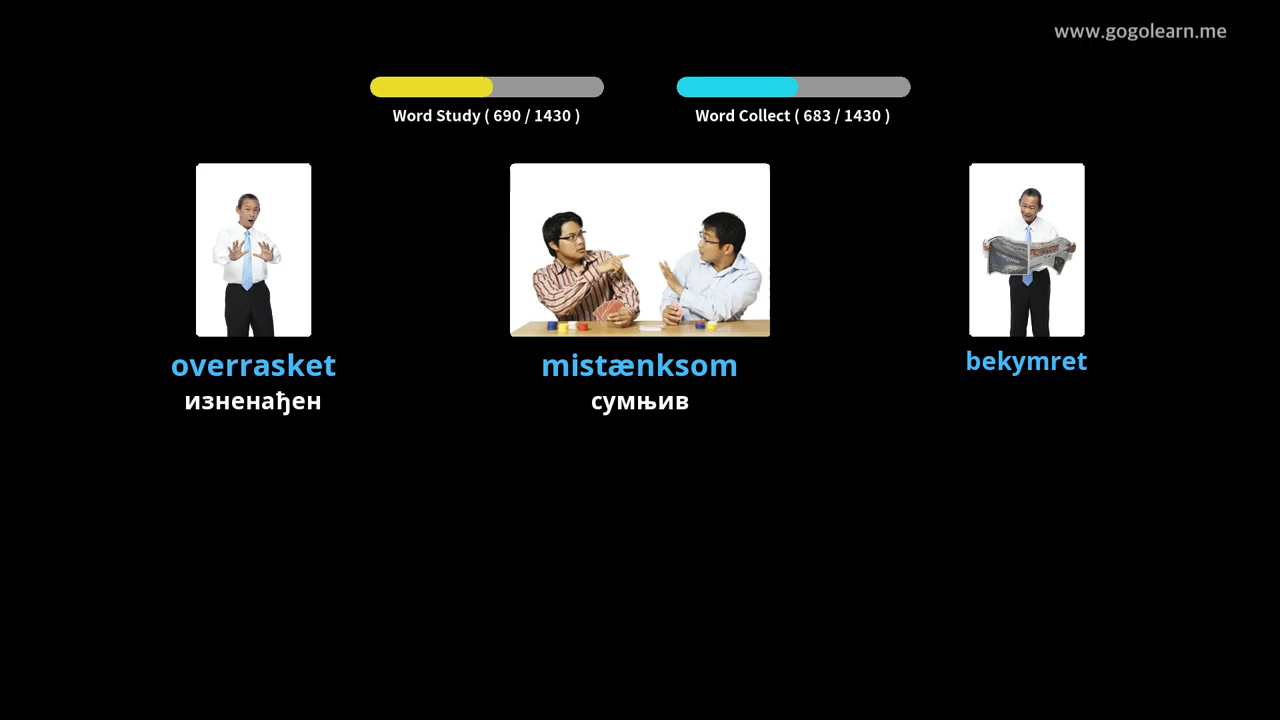 www.gogolearn.me
Word Study ( 690 / 1430 )
Word Collect ( 683 / 1430 )
overrasket
mistænksom
bekymret
изненађен
сумњив